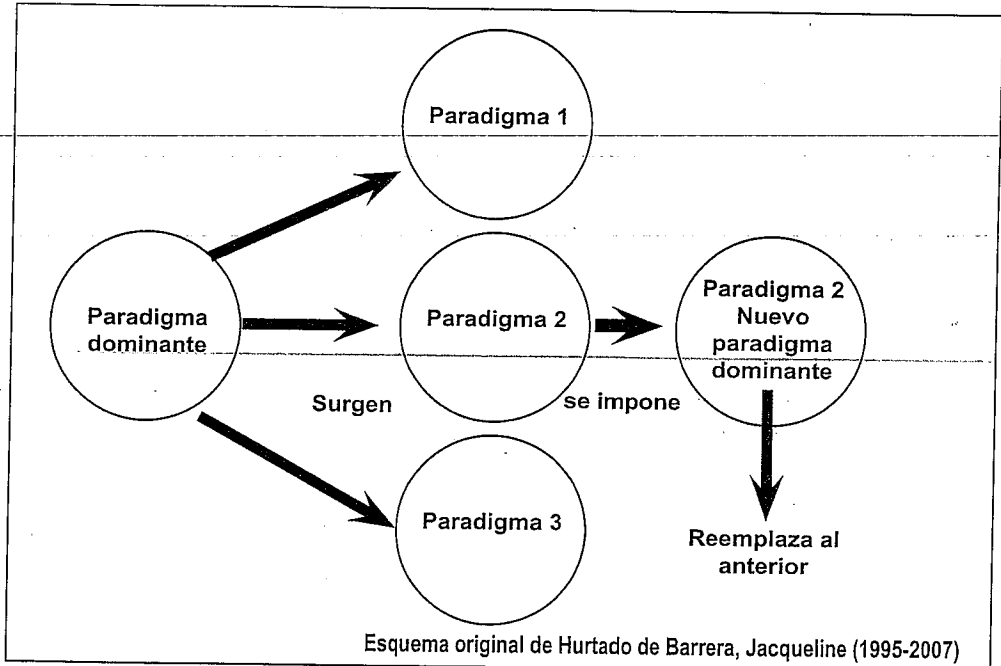 Paradigma 1
Paradigma
dominante
Paradigma 2
Paradigma 2
Nuevo
paradigma
dominante
Surgen
se impone
Paradigma 3
Reemplaza al
anterior
Esquema original de Hurtado de Barrera, Jacqueline (1995-2007)